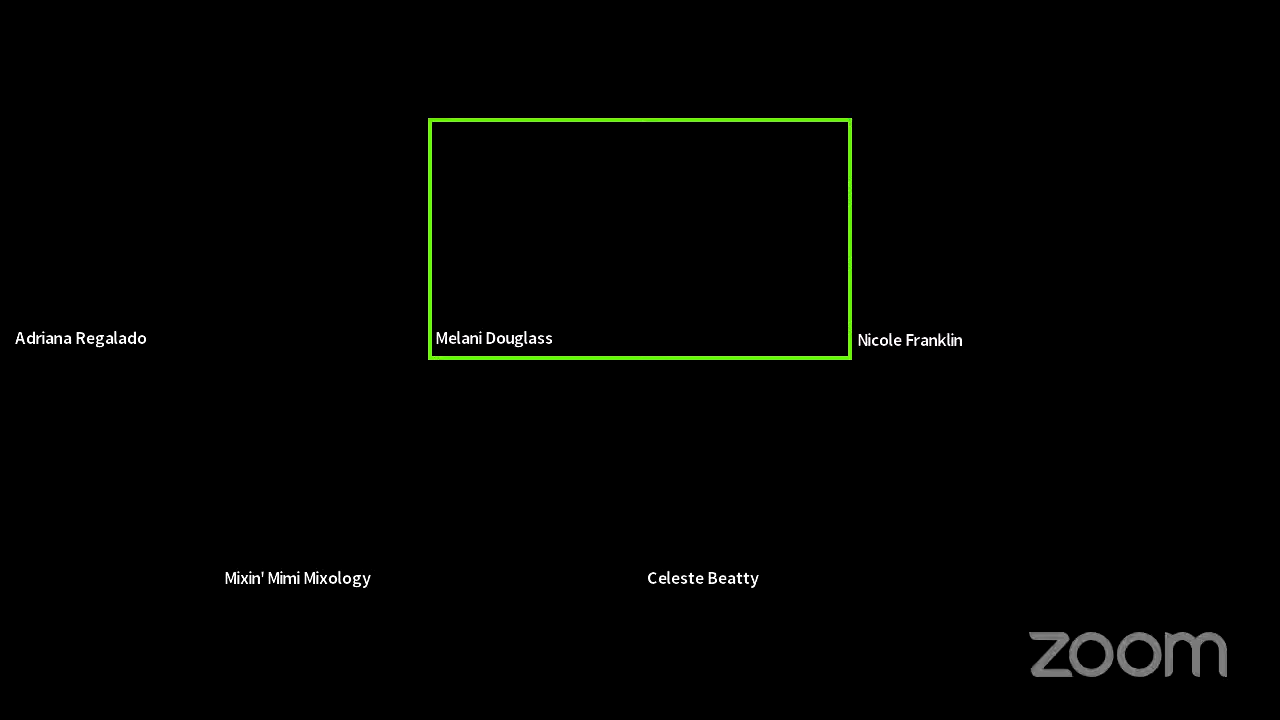 Adriana Regalado
Melani Douglass
Nicole Franklin
Mixin' Mimi Mixology
Celeste Beatty
zoom